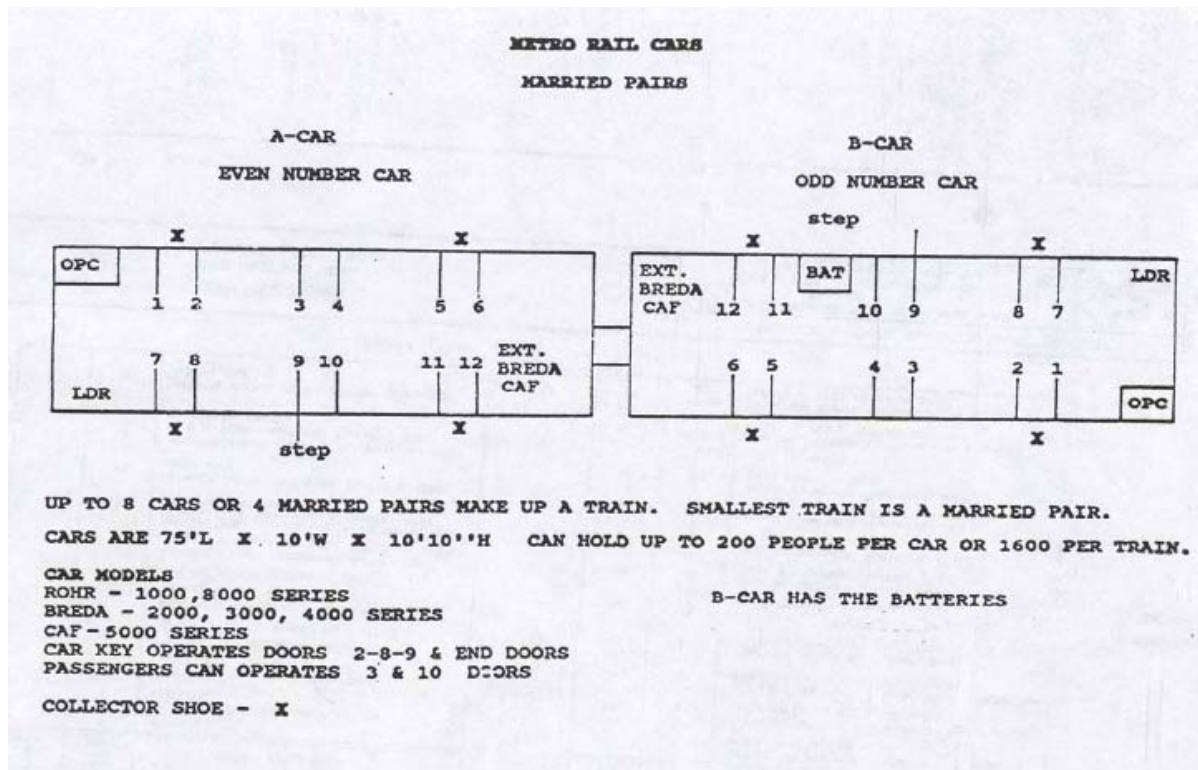 METRO RAIL CARS
MARRIED PAIRS
A-CAR
EVEN NUMBER CAR
B-CAR
ODD NUMBER CAR
step
X X X X
OPC
1 2 3 4 5 6
7 8 9 10 11 12
EXT.
BREDA
CAF
LDR
X X
step
EXT.
BREDA
CAF
BAT
LDR
12 11 10 9 8 7
6 5 4 3 2 1
OPC
X X
UP TO 8 CARS OR 4 MARRIED PAIRS MAKE UP A TRAIN. SMALLEST TRAIN IS A MARRIED PAIR.
CARS ARE 75'L X 10'W X 10'10''H CAN HOLD UP TO 200 PEOPLE PER CAR OR 1600 PER TRAIN.
CAR MODELS
ROHR - 1000,8000 SERIES
BREDA - 2000, 3000, 4000 SERIES
CAF - 5000 SERIES
CAR KEY OPERATES DOORS 2-8-9 & END DOORS
PASSENGERS CAN OPERATES 3 & 10 DOORS
B-CAR HAS THE BATTERIES
COLLECTOR SHOE - X